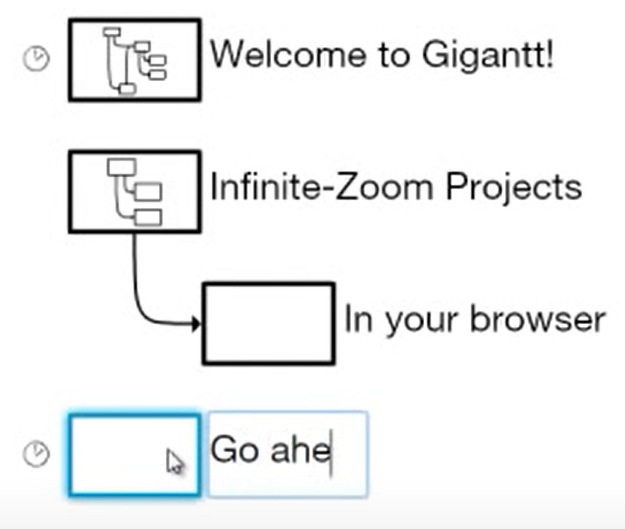 Welcome to Gigantt!
Infinite-Zoom Projects
In your browser
Go ahe